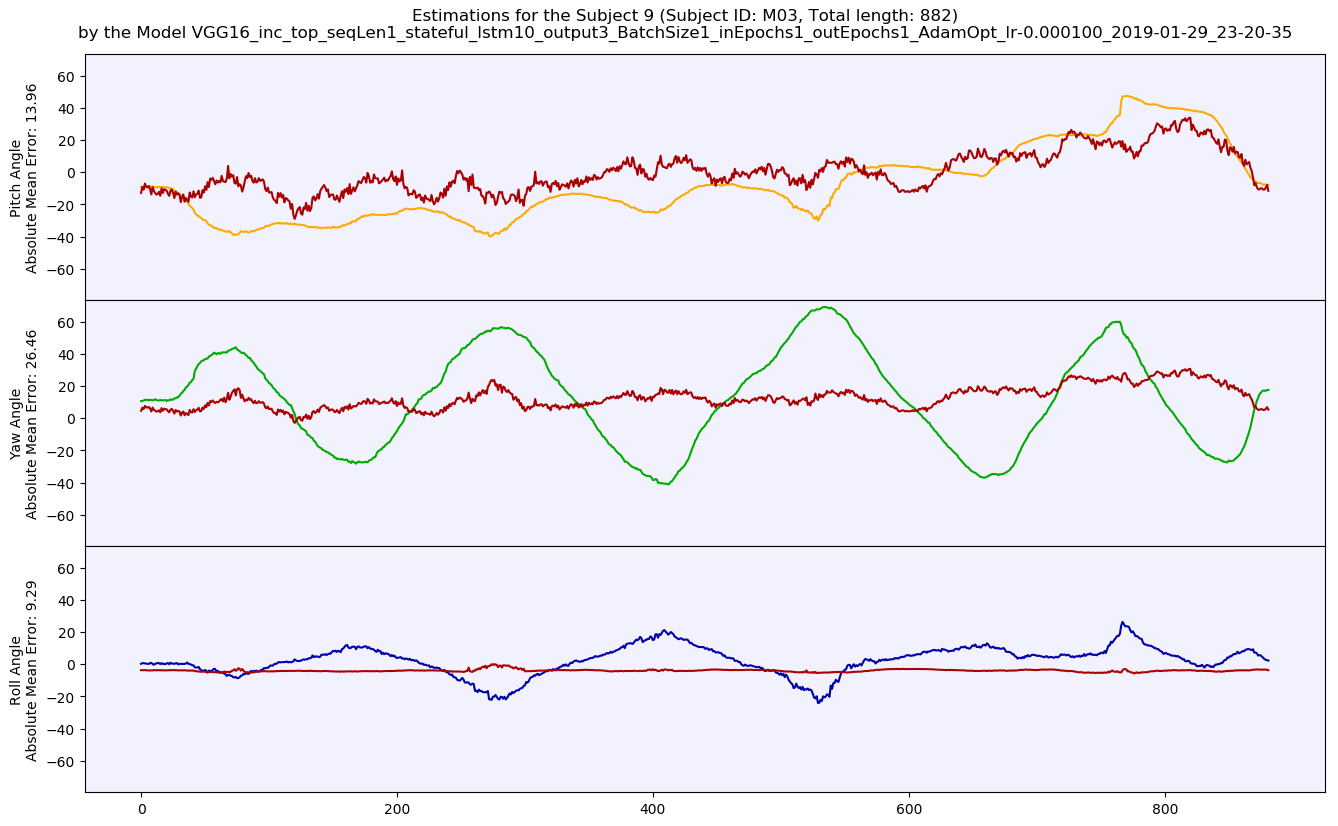 Estimations for the Subject 9 (Subject ID: M03, Total length: 882)
by the Model VGG16_inc_top_seqLen1_stateful_lstm10_output3_BatchSize1_inEpochs1_outEpochs1_AdamOpt_lr-0.000100_2019-01-29_23-20-35
Pitch Angle
Absolute Mean Error: 13.96
60
40
20
0
−20
−40
−60
Yaw Angle
Absolute Mean Error: 26.46
60
40
20
0
−20
−40
−60
Roll Angle
Absolute Mean Error: 9.29
60
40
20
0
−20
−40
−60
0 200 400 600 800